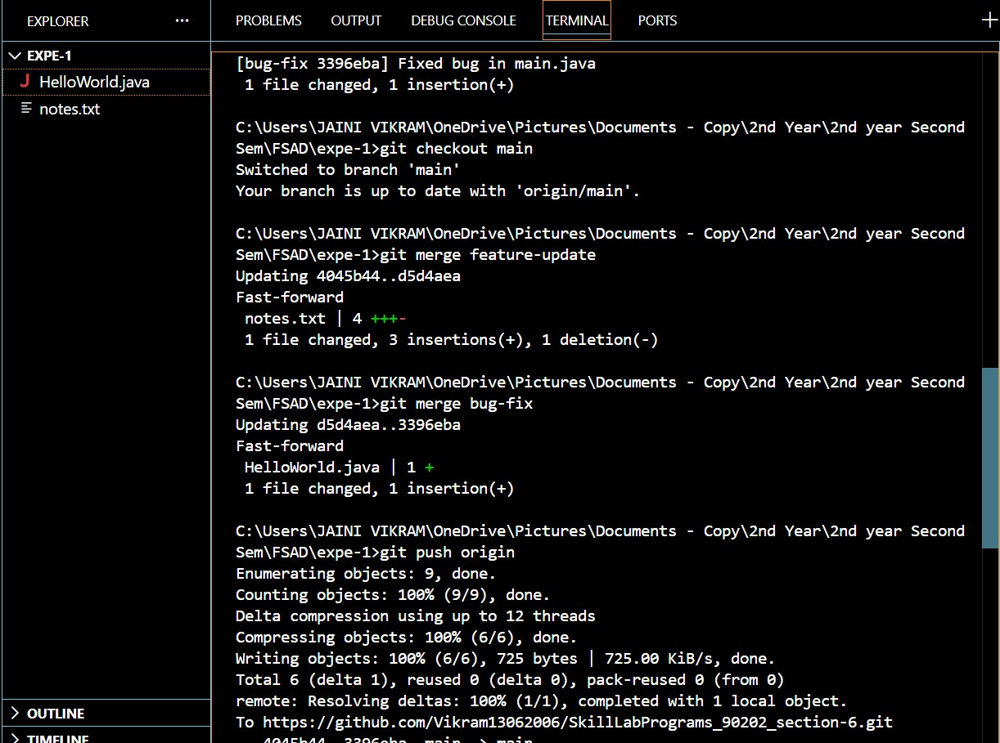 EXPLORER
PROBLEMS OUTPUT DEBUG CONSOLE TERMINAL PORTS
EXPE-1
HelloWorld.java
notes.txt
OUTLINE
TIMELINE
[bug-fix 3396eba] Fixed bug in main.java
1 file changed, 1 insertion(+)
C:\Users\JAINI VIKRAM\OneDrive\Pictures\Documents - Copy\2nd Year\2nd year Second
Sem\FSAD\expe-1>git checkout main
Switched to branch 'main'
Your branch is up to date with 'origin/main'.
C:\Users\JAINI VIKRAM\OneDrive\Pictures\Documents - Copy\2nd Year\2nd year Second
Sem\FSAD\expe-1>git merge feature-update
Updating 4045b44..d5d4aea
Fast-forward
notes.txt | 4 +++-
1 file changed, 3 insertions(+), 1 deletion(-)
C:\Users\JAINI VIKRAM\OneDrive\Pictures\Documents - Copy\2nd Year\2nd year Second
Sem\FSAD\expe-1>git merge bug-fix
Updating d5d4aea..3396eba
Fast-forward
HelloWorld.java | 1 +
1 file changed, 1 insertion(+)
C:\Users\JAINI VIKRAM\OneDrive\Pictures\Documents - Copy\2nd Year\2nd year Second
Sem\FSAD\expe-1>git push origin
Enumerating objects: 9, done.
Counting objects: 100% (9/9), done.
Delta compression using up to 12 threads
Compressing objects: 100% (6/6), done.
Writing objects: 100% (6/6), 725 bytes | 725.00 KiB/s, done.
Total 6 (delta 1), reused 0 (delta 0), pack-reused 0 (from 0)
remote: Resolving deltas: 100% (1/1), completed with 1 local object.
To https://github.com/Vikram13062006/SkillLabPrograms_90202_section-6.git
4045b44..3396eba main -> main